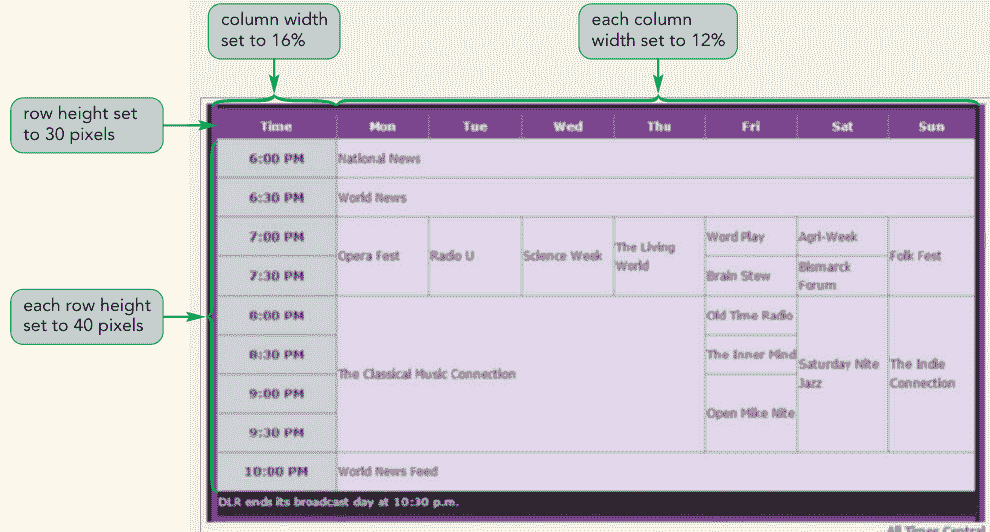 column width
set to 16%
each column
width set to 12%
row height set
to 30 pixels
each row height
set to 40 pixels
Time Mon Tue Wed Thu Fri Sat Sun
6:00 PM National News
6:30 PM World News
7:00 PM Opera Fest Radio U Science Week The Living World Word Play Agri-Week Folk Fest
7:30 PM Brain Stew Bismarck Forum
8:00 PM The Classical Music Connection Old Time Radio Saturday Nite Jazz The Indie Connection
8:30 PM The Inner Mind
9:00 PM Open Mike Nite
9:30 PM
10:00 PM World News Feed
DLR ends its broadcast day at 10:30 p.m.
All Times Central